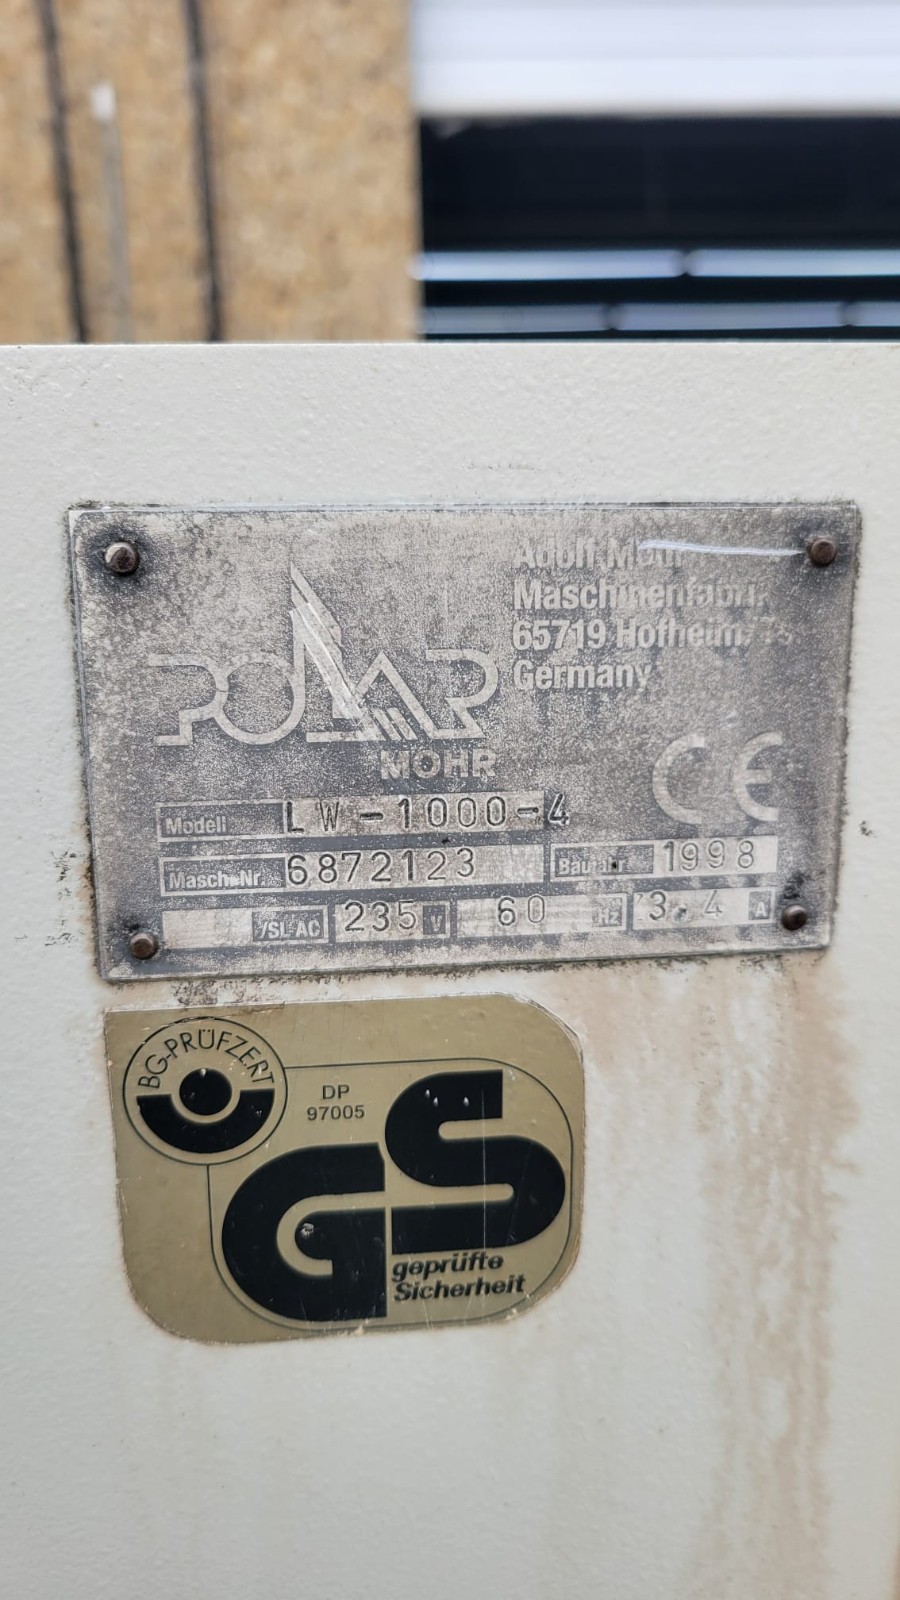 Adolf Mohr
Maschinenfabrik
65719 Hofheim/Ts.
Germany
POLAR
MOHR
CE
Modell LW-1000-4
Masch.-Nr. 6872123 Baujahr 1998
/SL AC 235 V 60 Hz 3,4 A
BG-PRÜFZERT
DP
97005
GS
geprüfte
Sicherheit